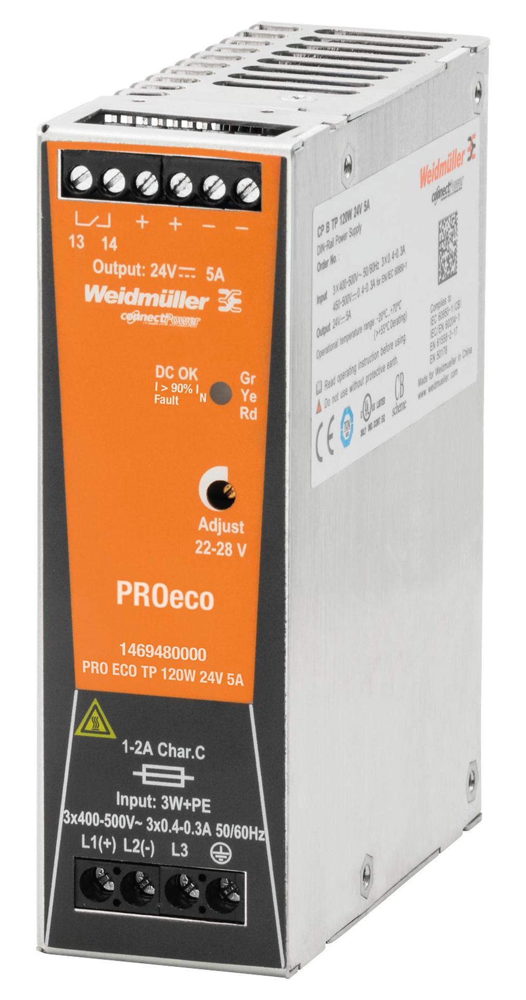 13 14
+ + - -
Output: 24V⎓ 5A
Weidmüller
connectPower
DC OK
I > 90% I N
Fault
Gr
Ye
Rd
Adjust
22-28 V
PROeco
1469480000
PRO ECO TP 120W 24V 5A
1-2A Char.C
Input: 3W+PE
3x400-500V~ 3x0.4-0.3A 50/60Hz
L1(+) L2(-) L3
Weidmüller
connectPower
CP B TP 120W 24V 5A
DIN-Rail Power Supply
Order No.:
Input 3×400-500V~ 50/60Hz 3×0.4-0.3A
450-500V⎓0.4-0.3A for EN/IEC 60950-1
Output 24V⎓5A
Operational temperature range -20°C...+70°C
(>+55°C Derating)
Complies to
IEC 60950-1/(CB)
IEC/EN 60204-1
EN 61558-2-17
EN 50178
Read operating instruction before using.
Do not use without protective earth.
Made for Weidmueller in China
www.weidmueller.com
CE
TÜV
c UL us LISTED
IND. CONT. EQ
CB
scheme